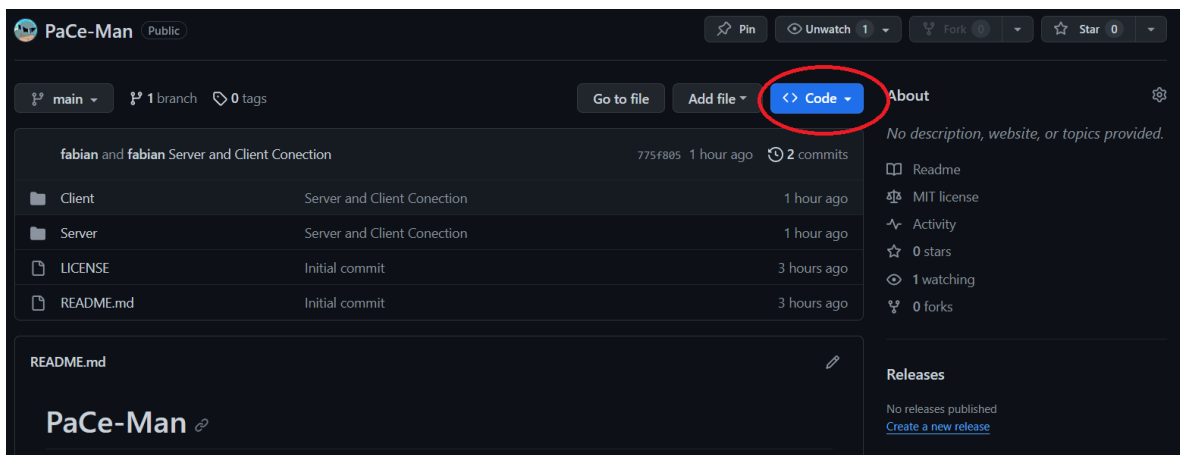 PaCe-Man Public
Pin
Unwatch 1
Fork 0
Star 0
main
1 branch
0 tags
Go to file
Add file
<> Code
About
No description, website, or topics provided.
fabian and fabian Server and Client Conection
775f805 1 hour ago 2 commits
Client Server and Client Conection 1 hour ago
Server Server and Client Conection 1 hour ago
LICENSE Initial commit 3 hours ago
README.md Initial commit 3 hours ago
Readme
MIT license
Activity
0 stars
1 watching
0 forks
README.md
PaCe-Man
Releases
No releases published
Create a new release